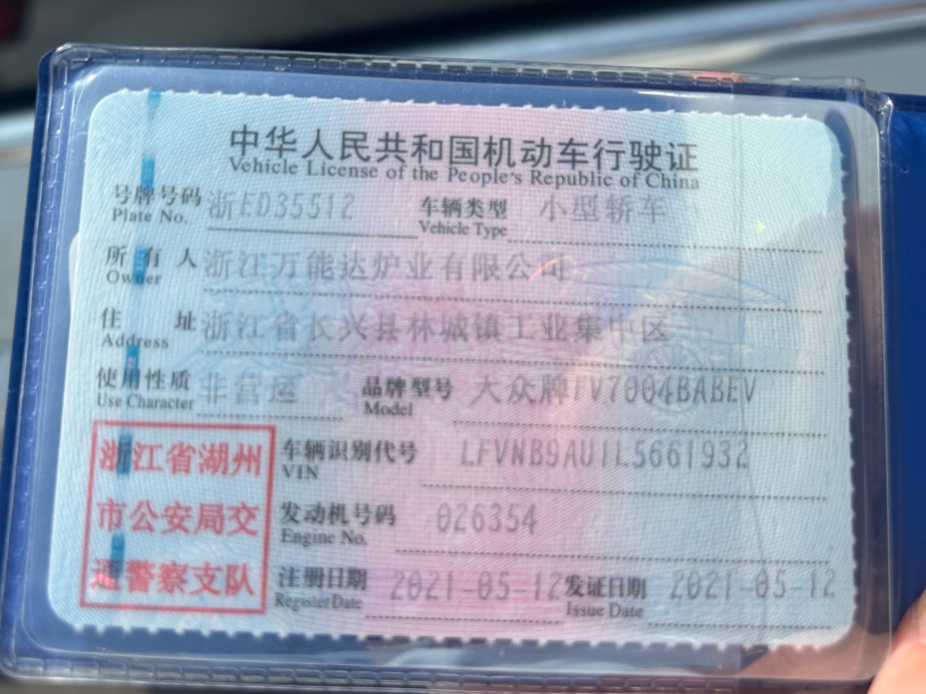 中华人民共和国机动车行驶证
Vehicle License of the People's Republic of China
号牌号码 浙ED35512 车辆类型 小型轿车
Plate No. Vehicle Type
所有人 浙江万能达炉业有限公司
Owner
住址 浙江省长兴县林城镇工业集中区
Address
使用性质 非营运 品牌型号 大众牌FV7004BABEV
Use Character Model
浙江省湖州
市公安局交
通警察支队
车辆识别代号 LFVNB9AU1L5661932
VIN
发动机号码 026354
Engine No.
注册日期 2021-05-12 发证日期 2021-05-12
Register Date Issue Date